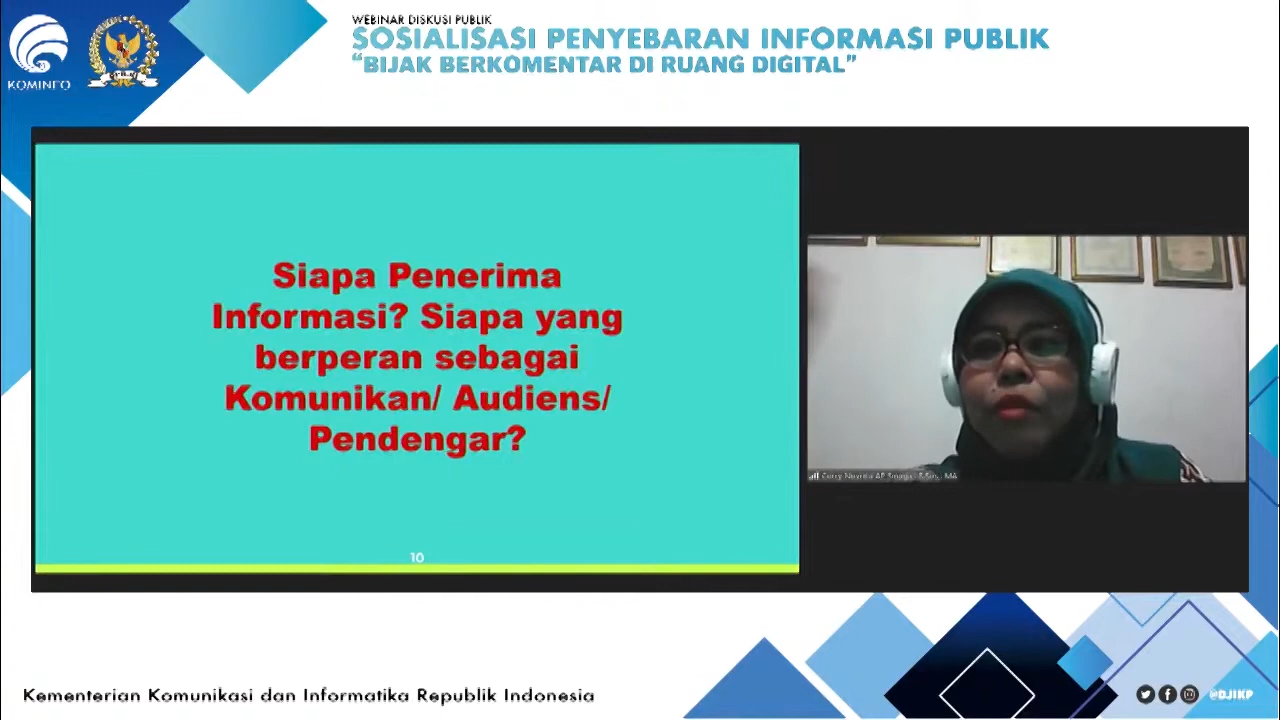 KOMINFO
WEBINAR DISKUSI PUBLIK
SOSIALISASI PENYEBARAN INFORMASI PUBLIK
“BIJAK BERKOMENTAR DI RUANG DIGITAL”
Siapa Penerima
Informasi? Siapa yang
berperan sebagai
Komunikan/ Audiens/
Pendengar?
10
MA
Kementerian Komunikasi dan Informatika Republik Indonesia
@DJIKP